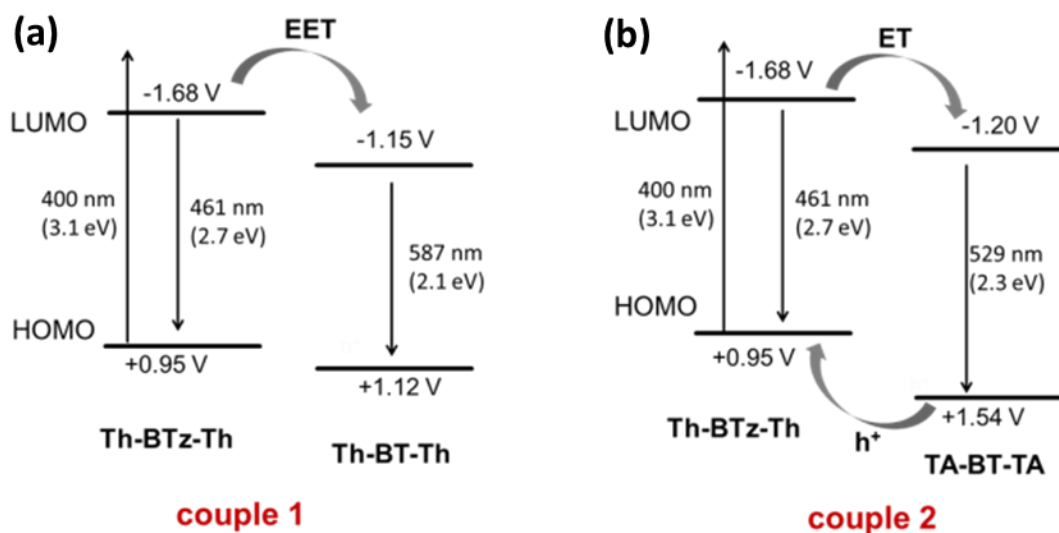 (a)
EET
-1.68 V
LUMO
-1.15 V
400 nm
(3.1 eV)
461 nm
(2.7 eV)
587 nm
(2.1 eV)
HOMO
+0.95 V
+1.12 V
Th-BTz-Th
Th-BT-Th
couple 1
(b)
ET
-1.68 V
LUMO
-1.20 V
400 nm
(3.1 eV)
461 nm
(2.7 eV)
529 nm
(2.3 eV)
HOMO
+0.95 V
+1.54 V
Th-BTz-Th
h⁺
TA-BT-TA
couple 2